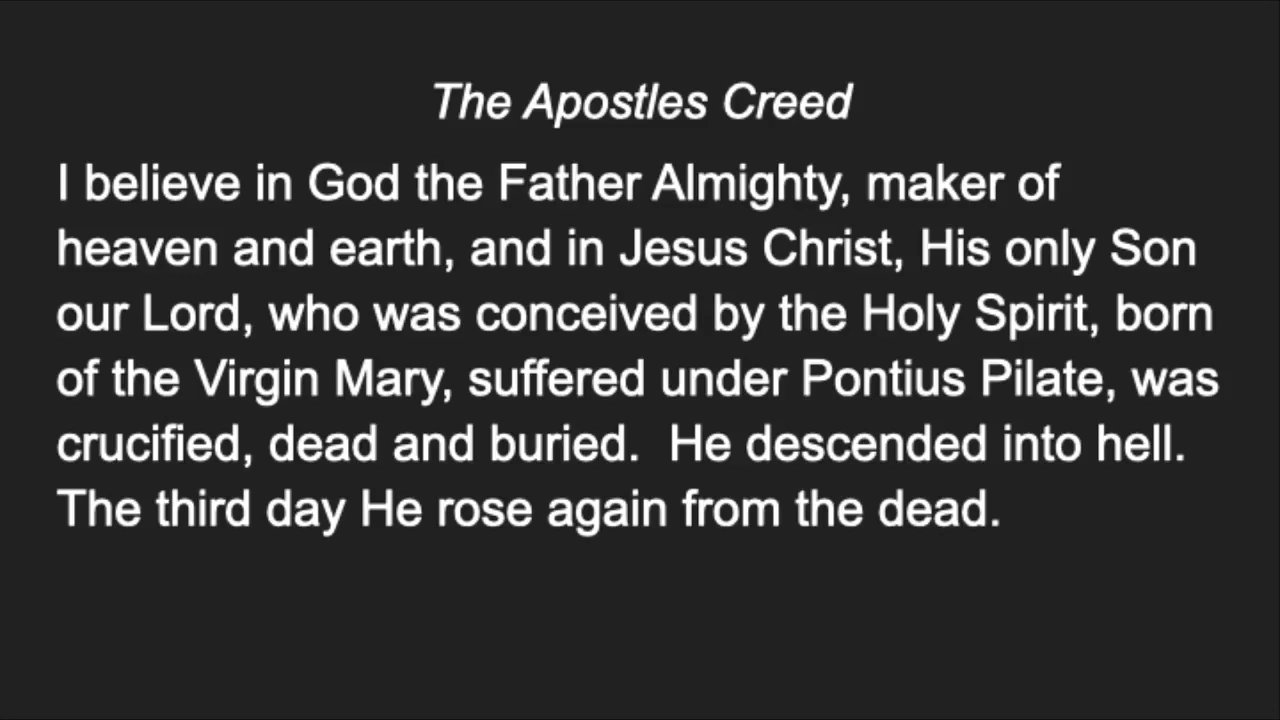 The Apostles Creed
I believe in God the Father Almighty, maker of
heaven and earth, and in Jesus Christ, His only Son
our Lord, who was conceived by the Holy Spirit, born
of the Virgin Mary, suffered under Pontius Pilate, was
crucified, dead and buried.  He descended into hell.
The third day He rose again from the dead.